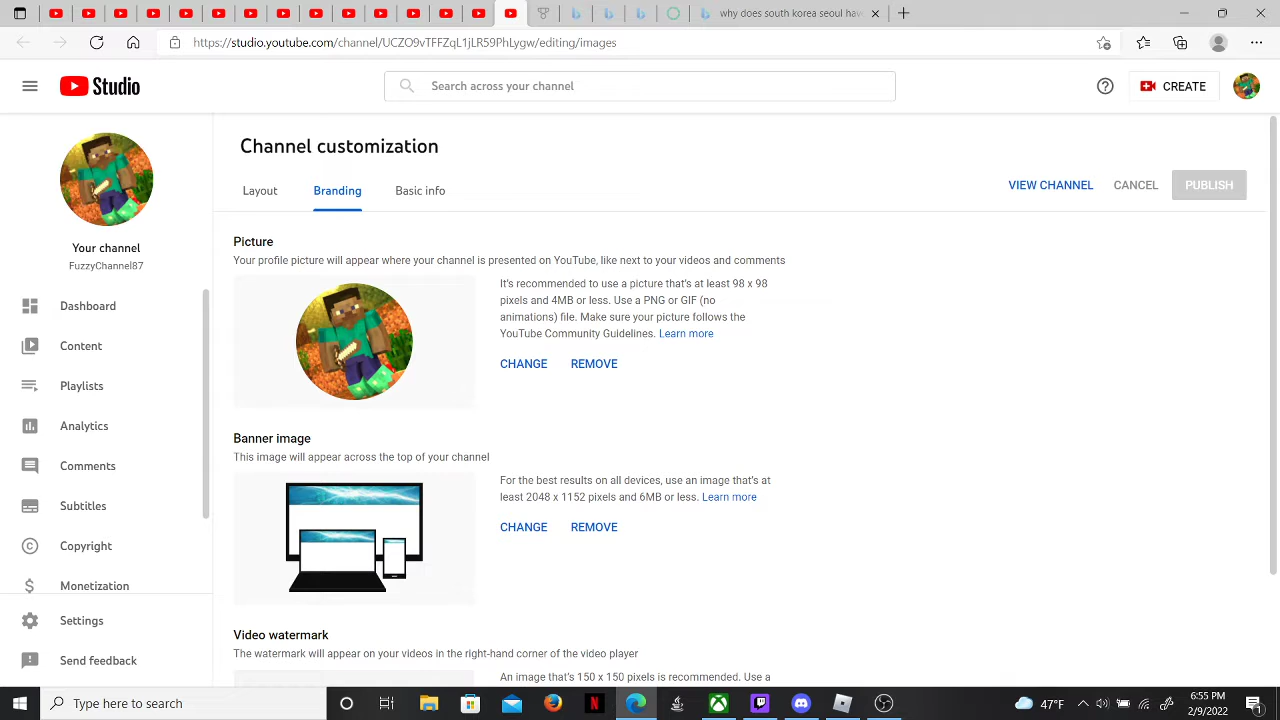 why does south korea seoul hav
https://studio.youtube.com/channel/UCZO9vTFFZqL1jLR59PhLygw/editing/images
Studio
Search across your channel
CREATE
Your channel
FuzzyChannel87
Dashboard
Content
Playlists
Analytics
Comments
Subtitles
Copyright
Monetization
Settings
Send feedback
Channel customization
Layout
Branding
Basic info
VIEW CHANNEL
CANCEL
PUBLISH
Picture
Your profile picture will appear where your channel is presented on YouTube, like next to your videos and comments
It's recommended to use a picture that's at least 98 x 98
pixels and 4MB or less. Use a PNG or GIF (no
animations) file. Make sure your picture follows the
YouTube Community Guidelines. Learn more
CHANGE
REMOVE
Banner image
This image will appear across the top of your channel
For the best results on all devices, use an image that's at
least 2048 x 1152 pixels and 6MB or less. Learn more
CHANGE
REMOVE
Video watermark
The watermark will appear on your videos in the right-hand corner of the video player
An image that's 150 x 150 pixels is recommended. Use a
Type here to search
47°F
6:55 PM
2/9/2022
1